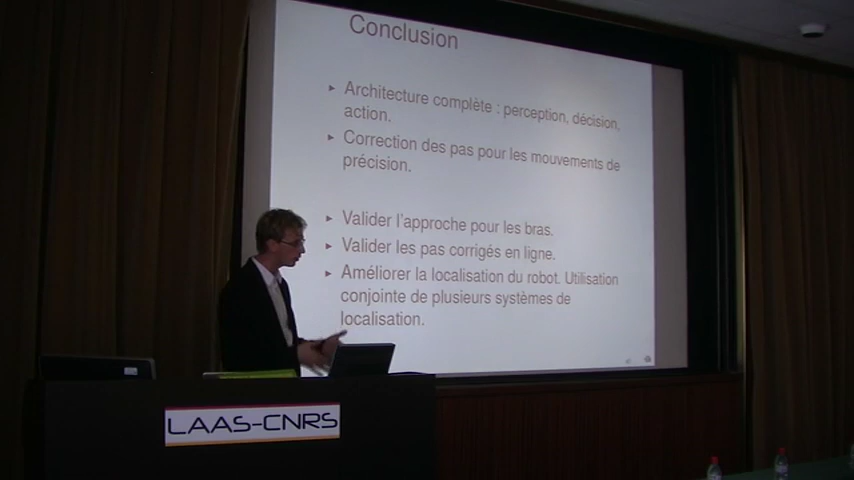 Conclusion
Architecture complète : perception, décision,
action.
Correction des pas pour les mouvements de
précision.
Valider l'approche pour les bras.
Valider les pas corrigés en ligne.
Améliorer la localisation du robot. Utilisation
conjointe de plusieurs systèmes de
localisation.
LAAS-CNRS